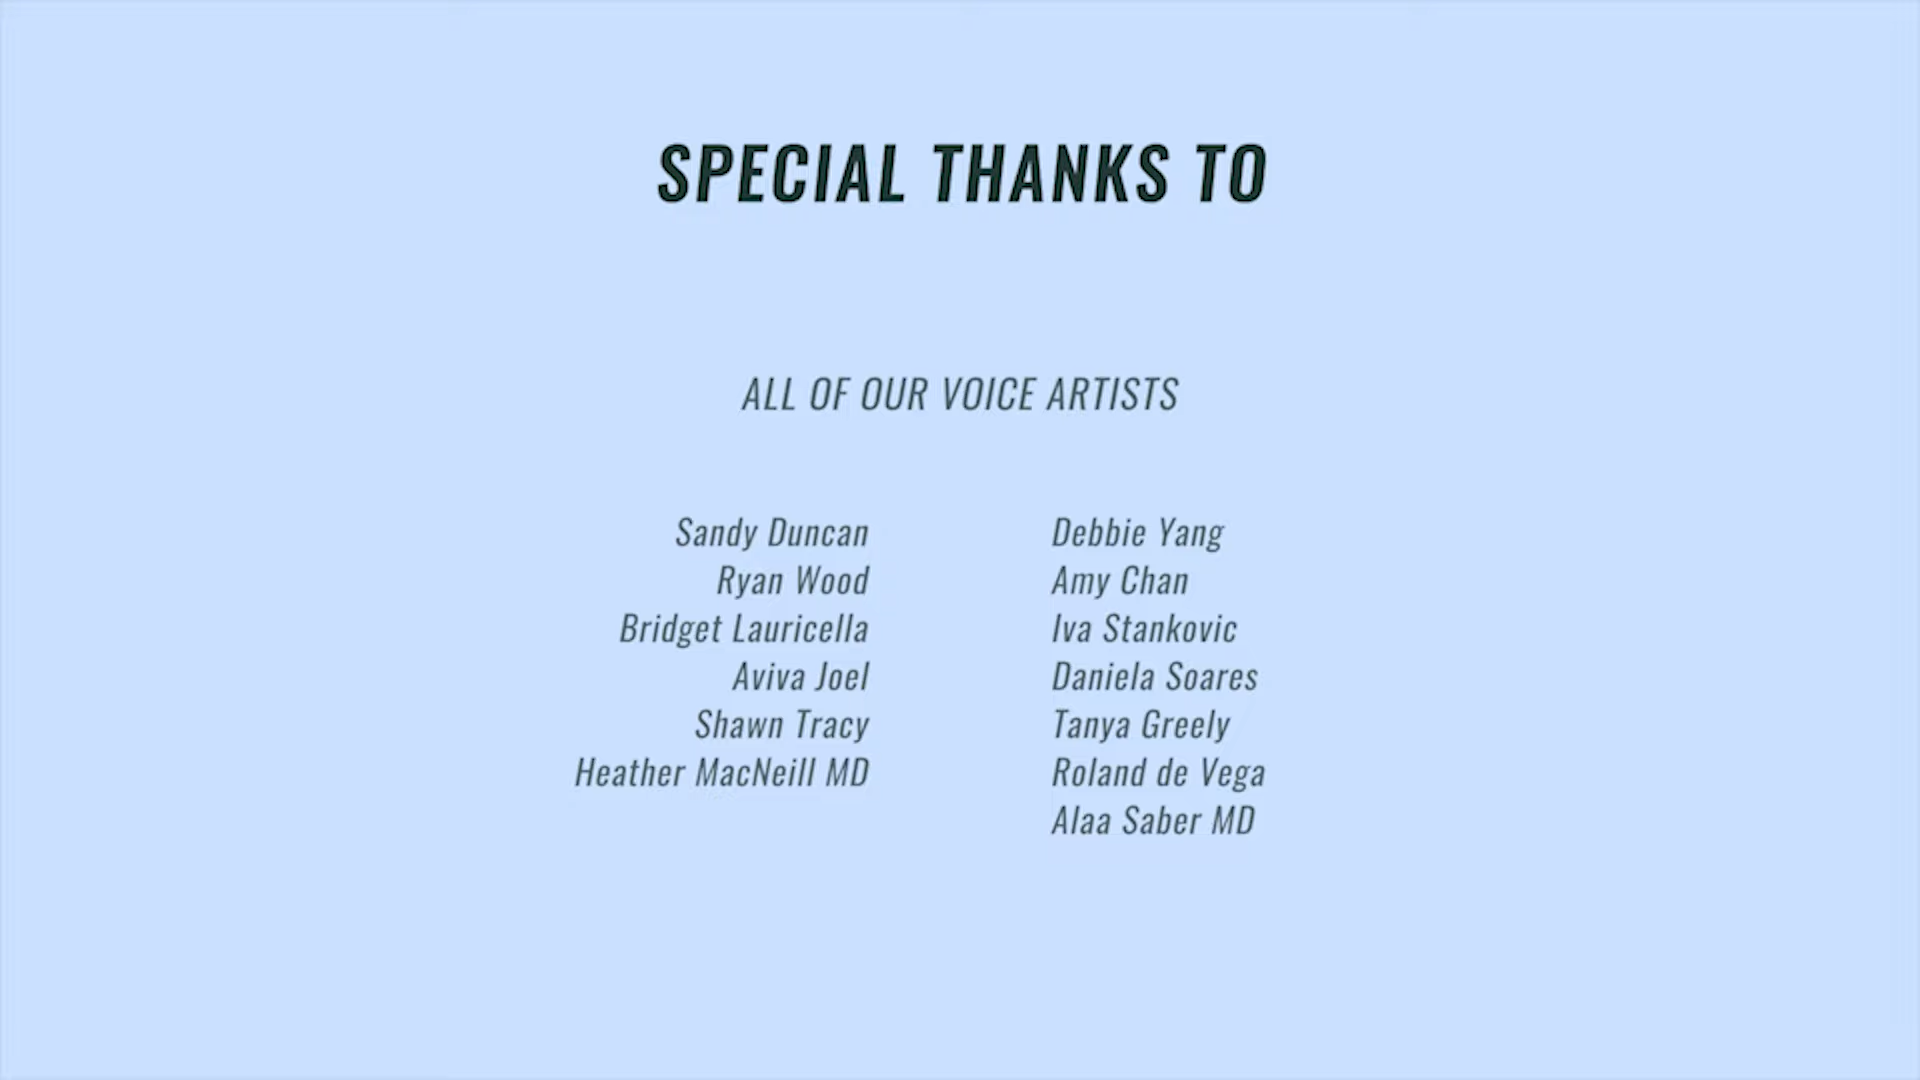 SPECIAL THANKS TO
ALL OF OUR VOICE ARTISTS
Sandy Duncan
Ryan Wood
Bridget Lauricella
Aviva Joel
Shawn Tracy
Heather MacNeill MD
Debbie Yang
Amy Chan
Iva Stankovic
Daniela Soares
Tanya Greely
Roland de Vega
Alaa Saber MD